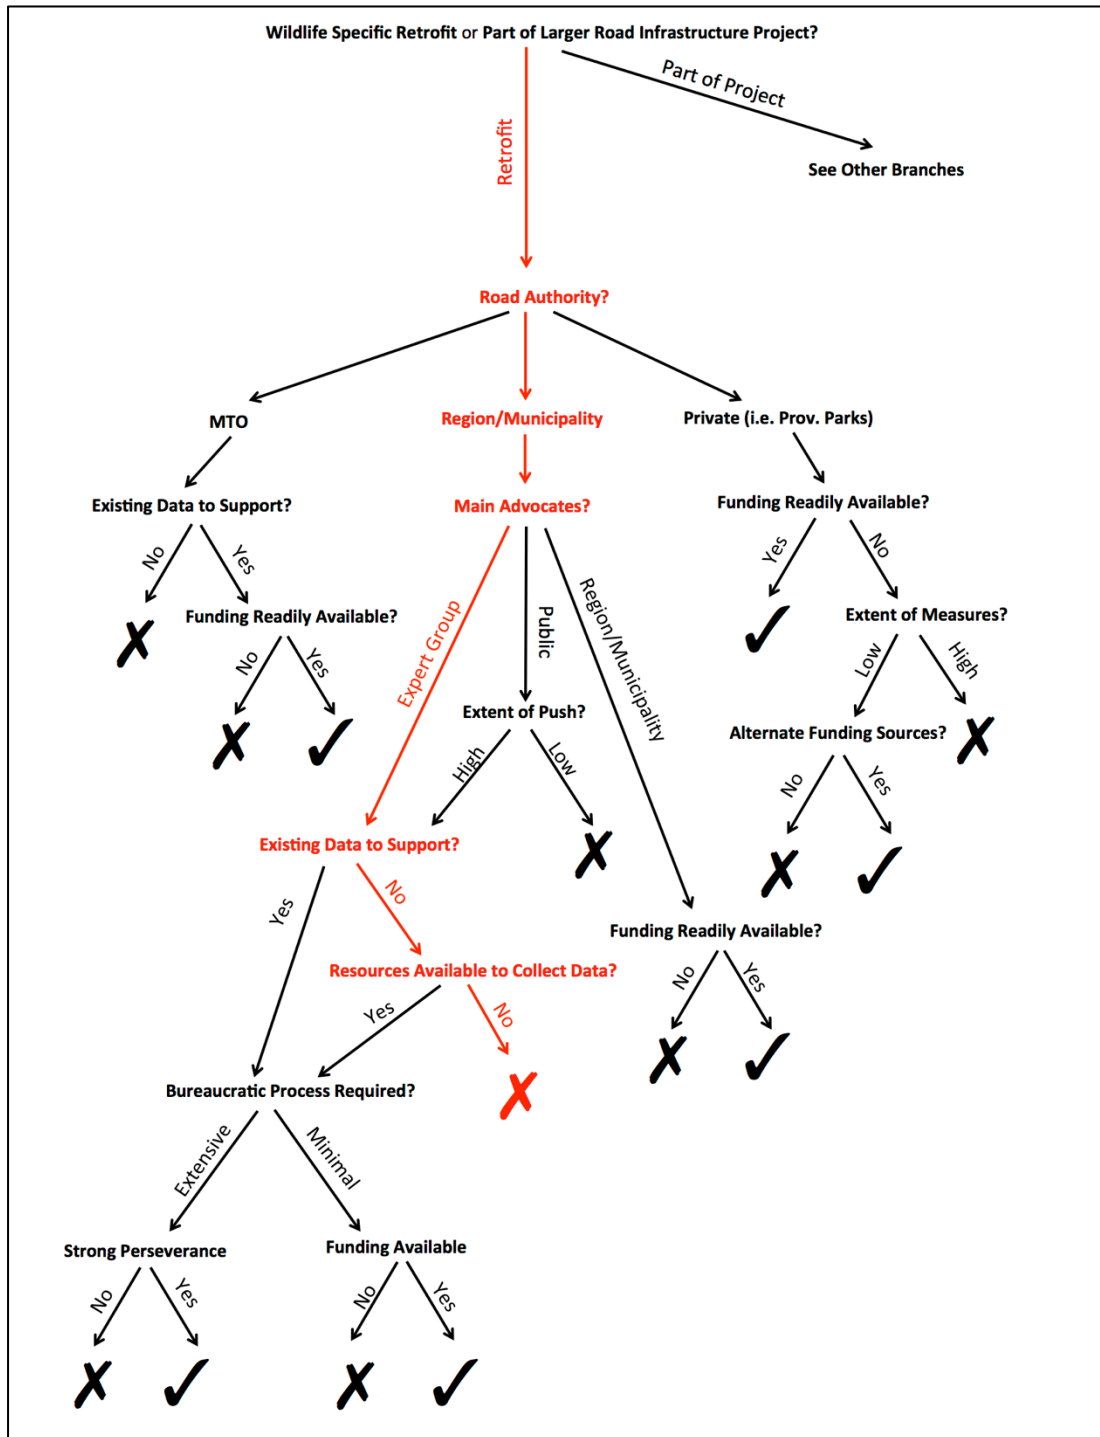 Wildlife Specific Retrofit or Part of Larger Road Infrastructure Project?
Part of Project
Retrofit
See Other Branches
Road Authority?
MTO
Region/Municipality
Private (i.e. Prov. Parks)
Existing Data to Support?
Main Advocates?
Funding Readily Available?
No
Yes
Yes
No
Funding Readily Available?
Expert Group
Public
Region/Municipality
Extent of Measures?
No
Yes
Low
High
Extent of Push?
Alternate Funding Sources?
High
Low
No
Yes
Existing Data to Support?
Yes
No
Funding Readily Available?
Resources Available to Collect Data?
No
Yes
Yes
No
Bureaucratic Process Required?
Extensive
Minimal
Strong Perseverance
Funding Available
No
Yes
No
Yes